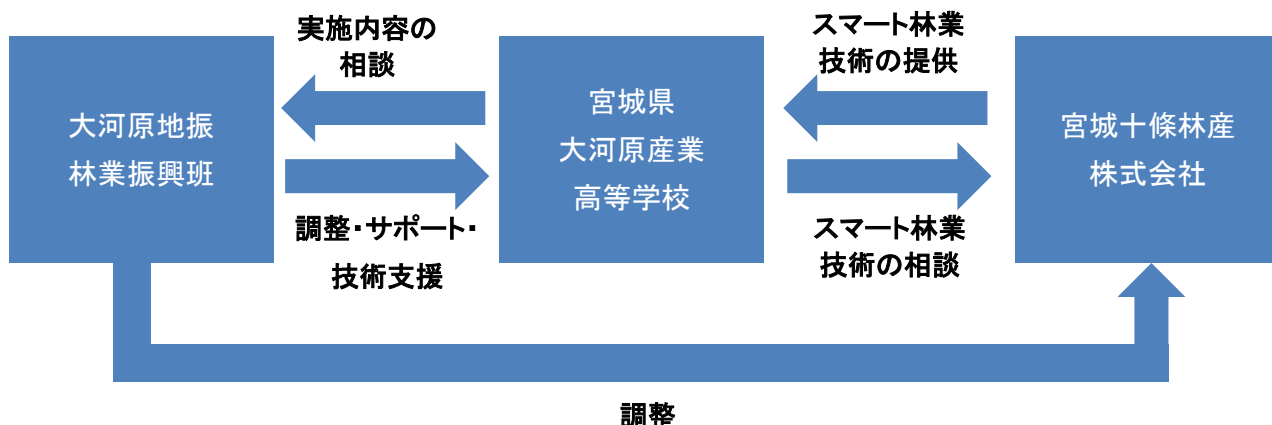 実施内容の
相談
スマート林業
技術の提供
大河原地振
林業振興班
宮城県
大河原産業
高等学校
宮城十條林産
株式会社
調整・サポート・
技術支援
スマート林業
技術の相談
調整